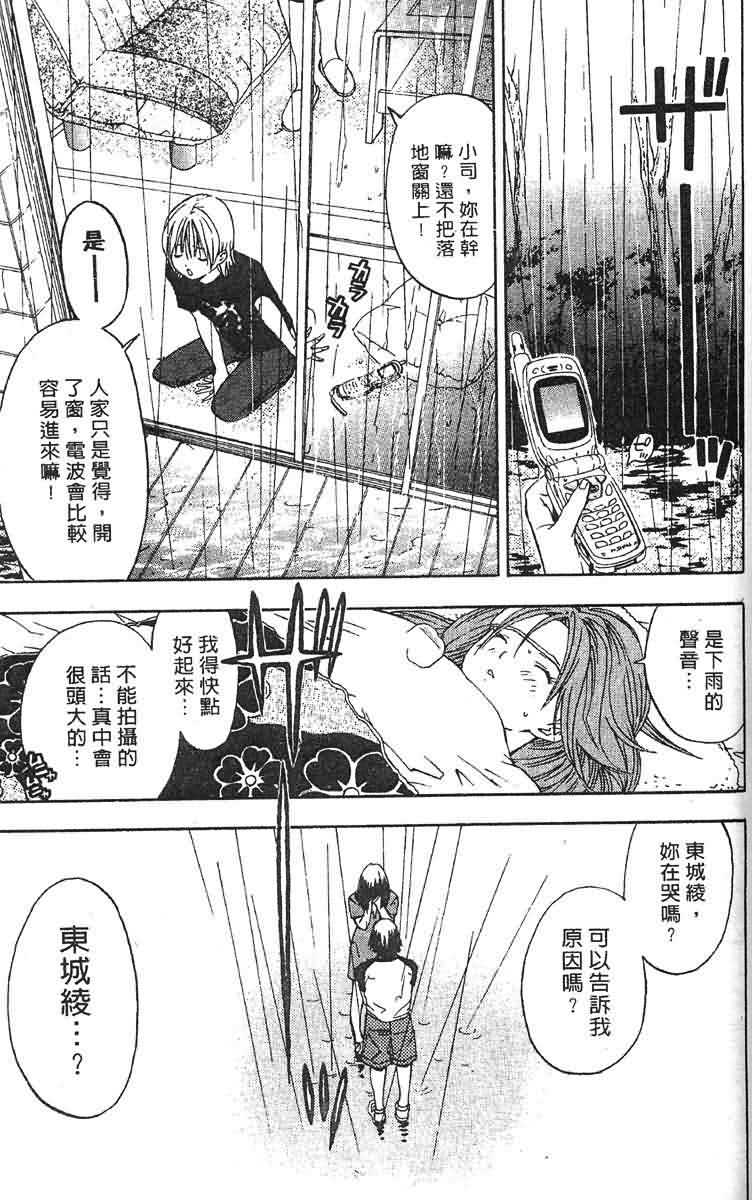 ザーーッ
小司，妳在幹
嘛？還不把落
地窗關上！
カラ
カラ
是——
人家只是覺得，開
了窗，電波會比較
容易進來嘛！
是下雨的
聲音…
我得快點
好起來…
不能拍攝的
話…真中會
很頭大的…
東城綾，
妳在哭嗎？
可以告訴我
原因嗎？
東城綾…？